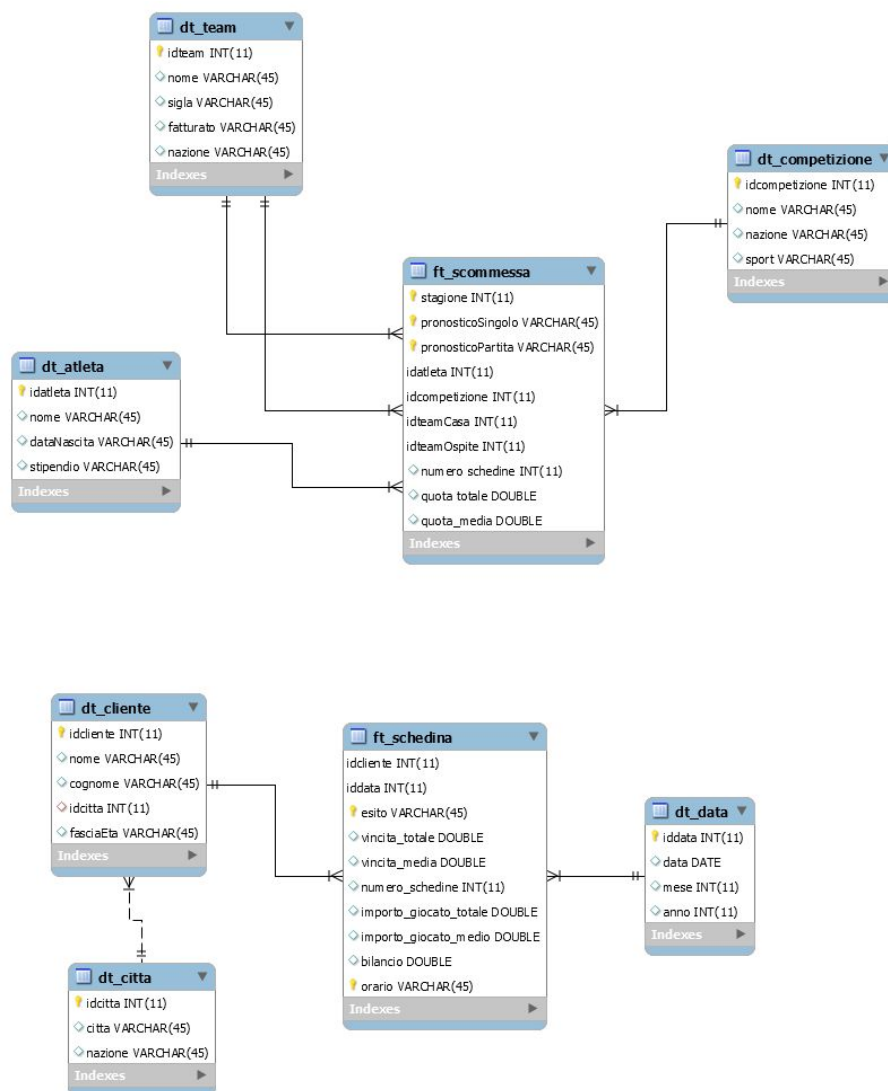 dt_team
idteam INT(11)
nome VARCHAR(45)
sigla VARCHAR(45)
fatturato VARCHAR(45)
nazione VARCHAR(45)
Indexes
dt_competizione
idcompetizione INT(11)
nome VARCHAR(45)
nazione VARCHAR(45)
sport VARCHAR(45)
Indexes
ft_scommessa
stagione INT(11)
pronosticoSingolo VARCHAR(45)
pronosticoPartita VARCHAR(45)
idatleta INT(11)
idcompetizione INT(11)
idteamCasa INT(11)
idteamOspite INT(11)
numero schedine INT(11)
quota totale DOUBLE
quota_media DOUBLE
Indexes
dt_atleta
idatleta INT(11)
nome VARCHAR(45)
dataNascita VARCHAR(45)
stipendio VARCHAR(45)
Indexes
dt_cliente
idcliente INT(11)
nome VARCHAR(45)
cognome VARCHAR(45)
idcitta INT(11)
fasciaEta VARCHAR(45)
Indexes
ft_schedina
idcliente INT(11)
iddata INT(11)
esito VARCHAR(45)
vincita_totale DOUBLE
vincita_media DOUBLE
numero_schedine INT(11)
importo_giocato_totale DOUBLE
importo_giocato_medio DOUBLE
bilancio DOUBLE
orario VARCHAR(45)
Indexes
dt_data
iddata INT(11)
data DATE
mese INT(11)
anno INT(11)
Indexes
dt_citta
idcitta INT(11)
citta VARCHAR(45)
nazione VARCHAR(45)
Indexes